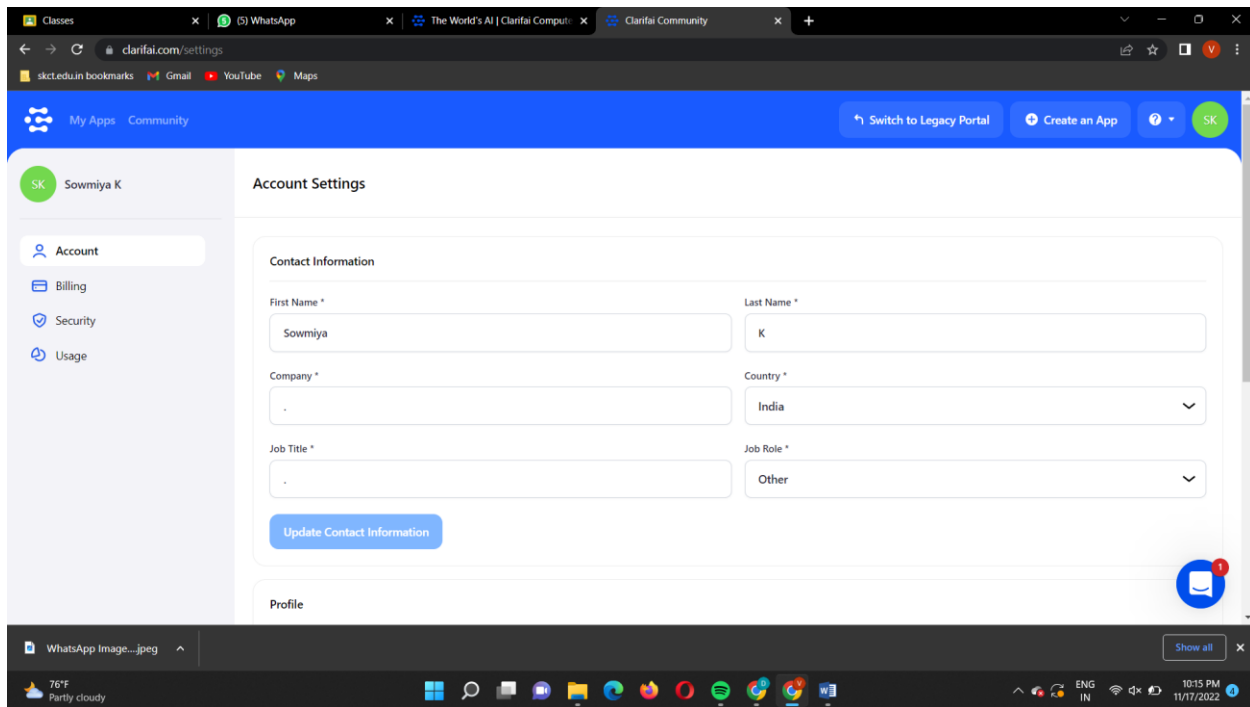 Classes
(5) WhatsApp
The World's AI | Clarifai Compute
Clarifai Community
clarifai.com/settings
V
skct.edu.in bookmarks Gmail YouTube Maps
My Apps Community
Switch to Legacy Portal
Create an App
?
SK
SK
Sowmiya K
Account Settings
Account
Billing
Security
Usage
Contact Information
First Name * Last Name *
Sowmiya K
Company * Country *
. India
Job Title * Job Role *
. Other
Update Contact Information
1
Profile
WhatsApp Image....jpeg
Show all
76°F
Partly cloudy
D
V
W
ENG
IN
10:15 PM
11/17/2022
4